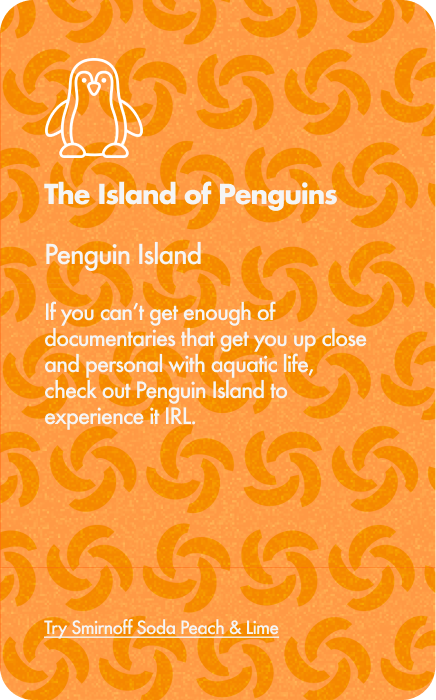 The Island of Penguins
Penguin Island
If you can't get enough of
documentaries that get you up close
and personal with aquatic life,
check out Penguin Island to
experience it IRL.
Try Smirnoff Soda Peach & Lime